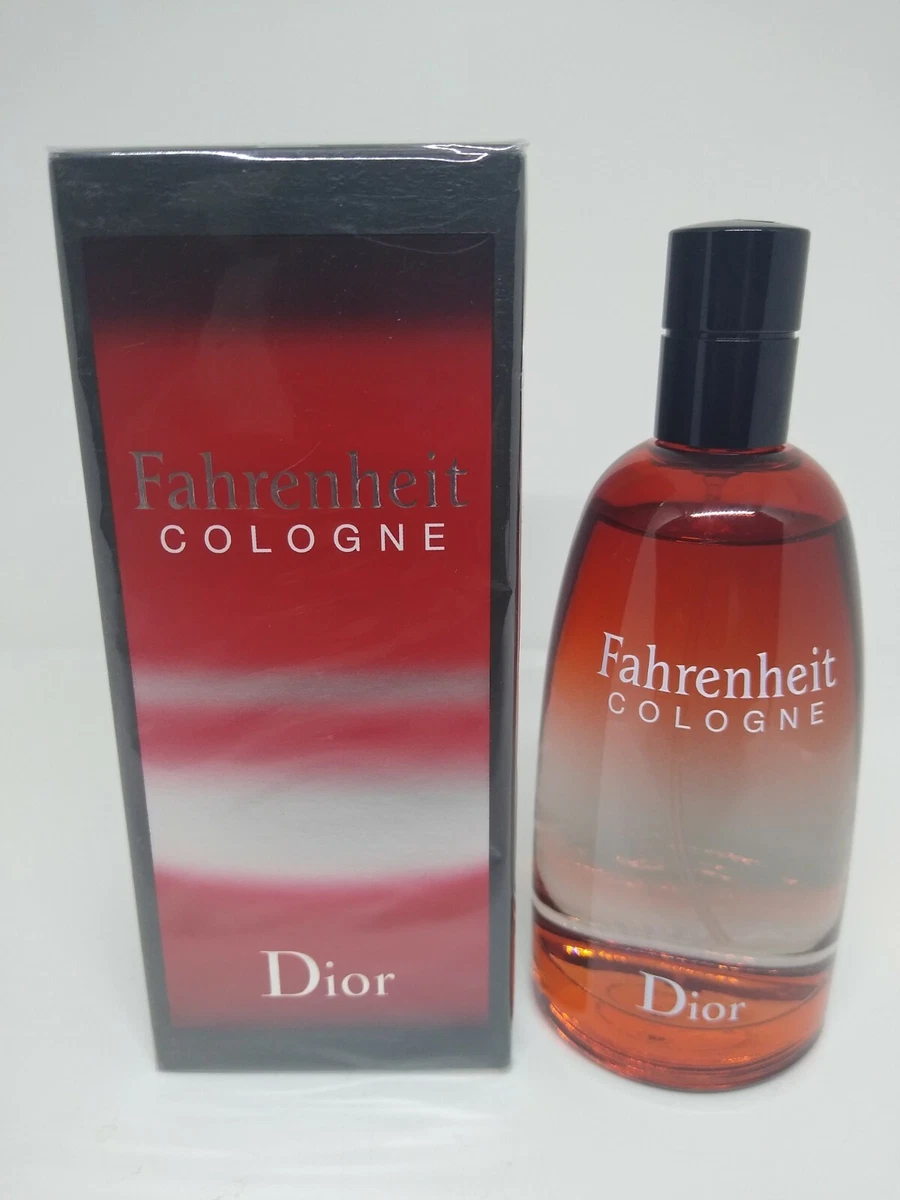 Fahrenheit
COLOGNE
Dior
Fahrenheit
COLOGNE
Dior